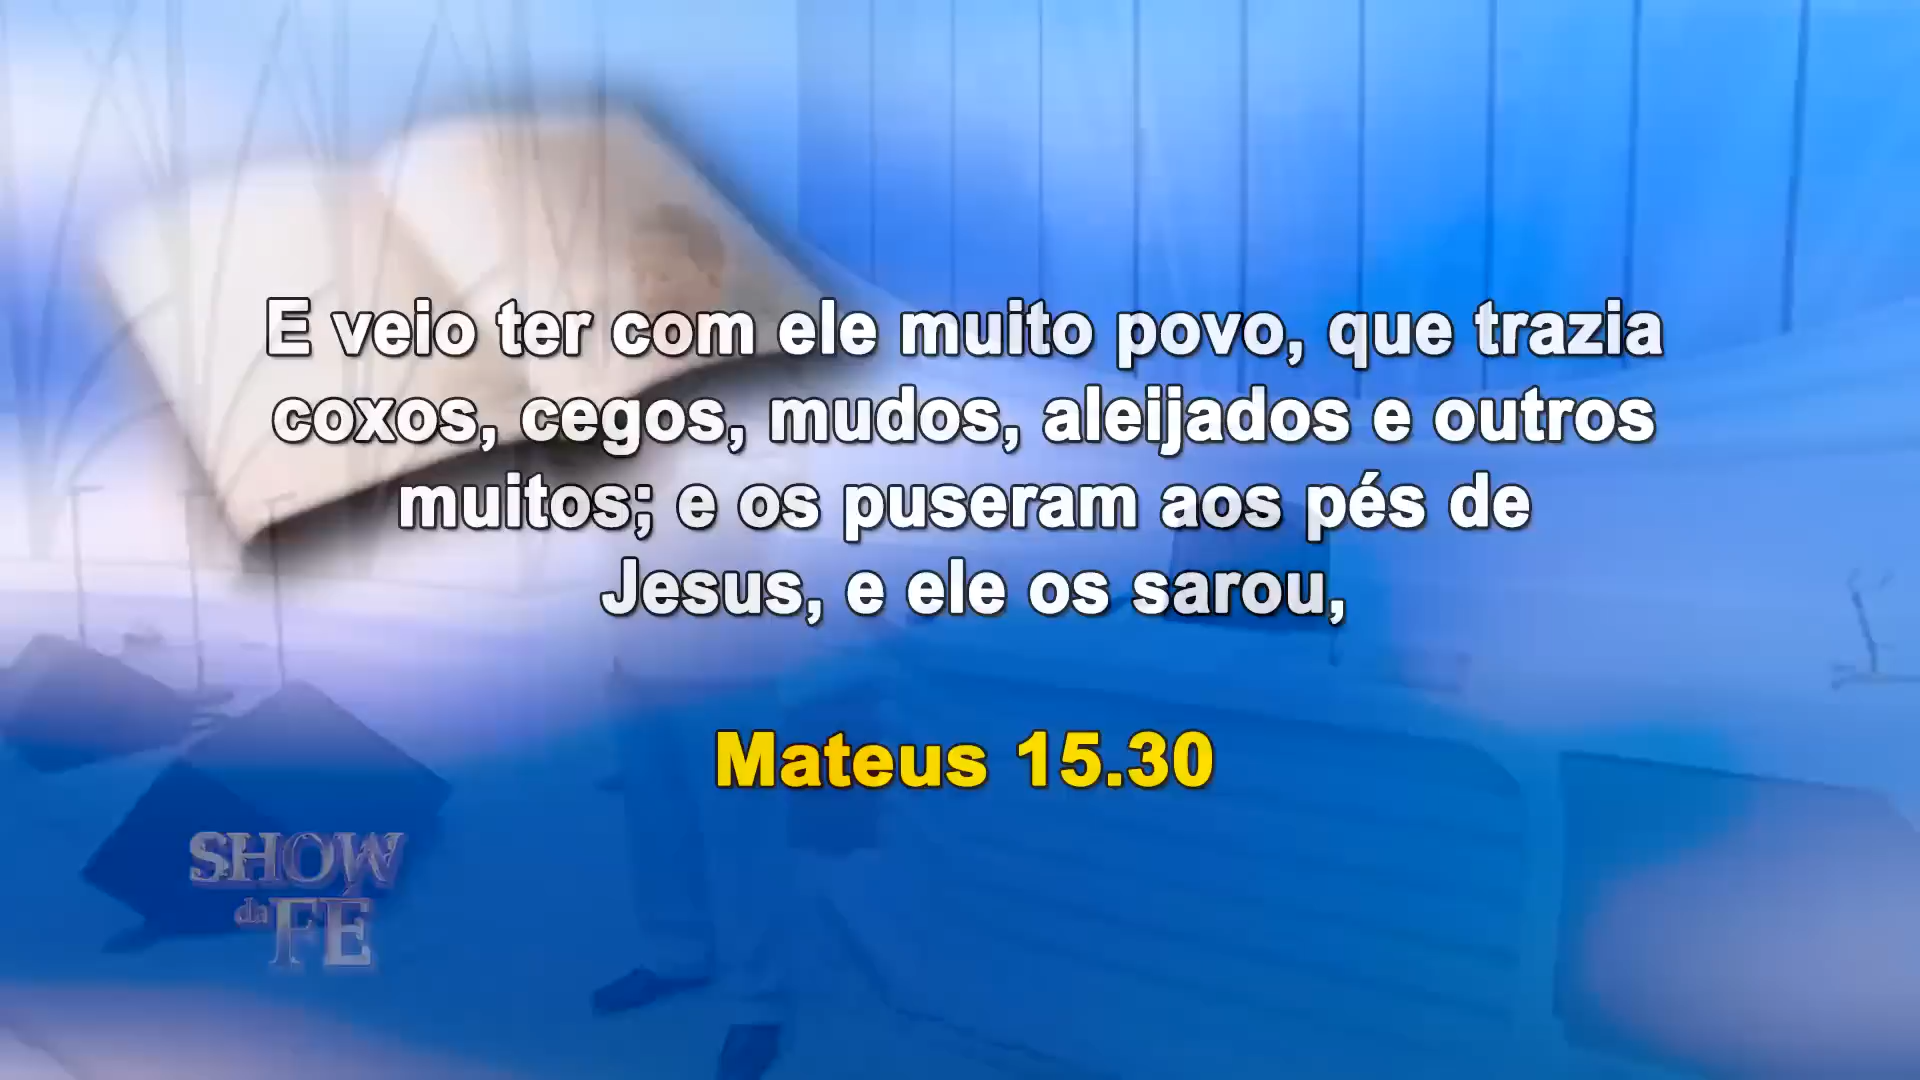 E veio ter com ele muito povo, que trazia
coxos, cegos, mudos, aleijados e outros
muitos; e os puseram aos pés de
Jesus, e ele os sarou,
Mateus 15.30
SHOW
da FÉ